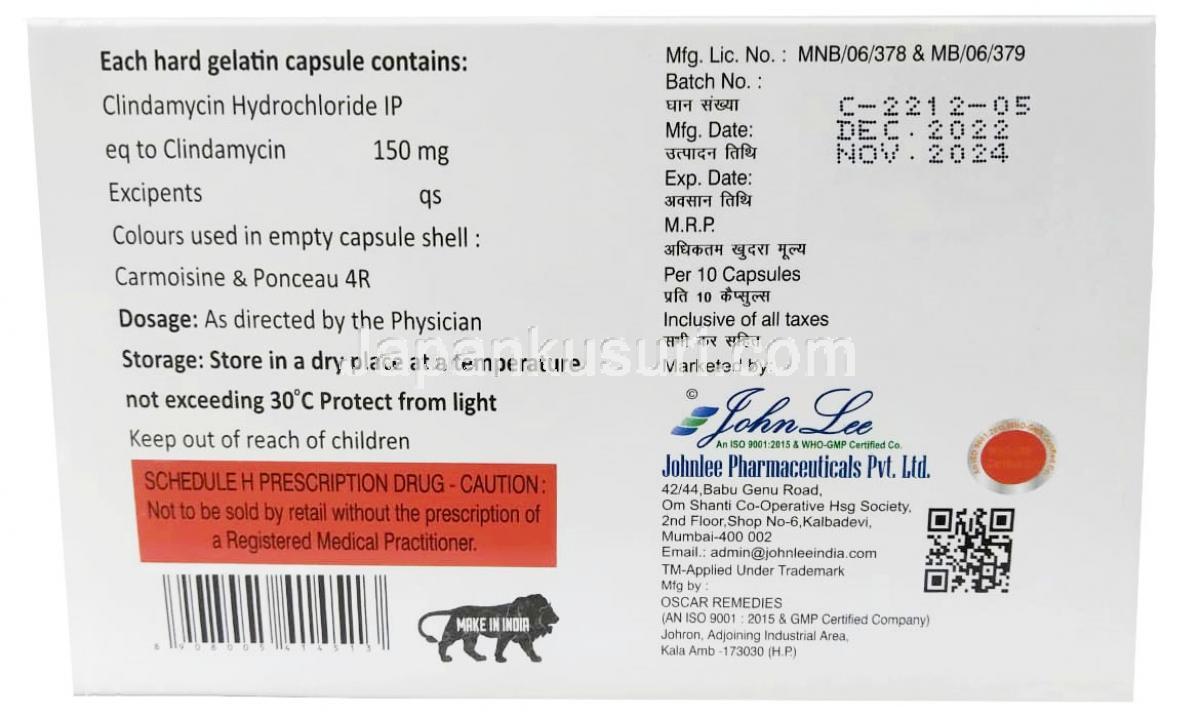 Each hard gelatin capsule contains:
Clindamycin Hydrochloride IP
eq to Clindamycin 150 mg
Excipents qs
Colours used in empty capsule shell :
Carmoisine & Ponceau 4R
Dosage: As directed by the Physician
Storage: Store in a dry place at a temperature
not exceeding 30°C Protect from light
Keep out of reach of children
SCHEDULE H PRESCRIPTION DRUG - CAUTION :
Not to be sold by retail without the prescription of
a Registered Medical Practitioner.
MAKE IN INDIA
Mfg. Lic. No. : MNB/06/378 & MB/06/379
Batch No. :
घान संख्या C-2212-05
Mfg. Date: DEC. 2022
उत्पादन तिथि NOV. 2024
Exp. Date:
अवसान तिथि
M.R.P.
अधिकतम खुदरा मूल्य
Per 10 Capsules
प्रति 10 कैप्सुल्स
Inclusive of all taxes
सभी कर सहित
Marketed by:
Japankusuri.com
©
John Lee
An ISO 9001:2015 & WHO-GMP Certified Co.
Johnlee Pharmaceuticals Pvt. Ltd.
42/44,Babu Genu Road,
Om Shanti Co-Operative Hsg Society,
2nd Floor,Shop No-6,Kalbadevi,
Mumbai-400 002
Email.: admin@johnleeindia.com
TM-Applied Under Trademark
Mfg by :
OSCAR REMEDIES
(AN ISO 9001 : 2015 & GMP Certified Company)
Johron, Adjoining Industrial Area,
Kala Amb -173030 (H.P.)